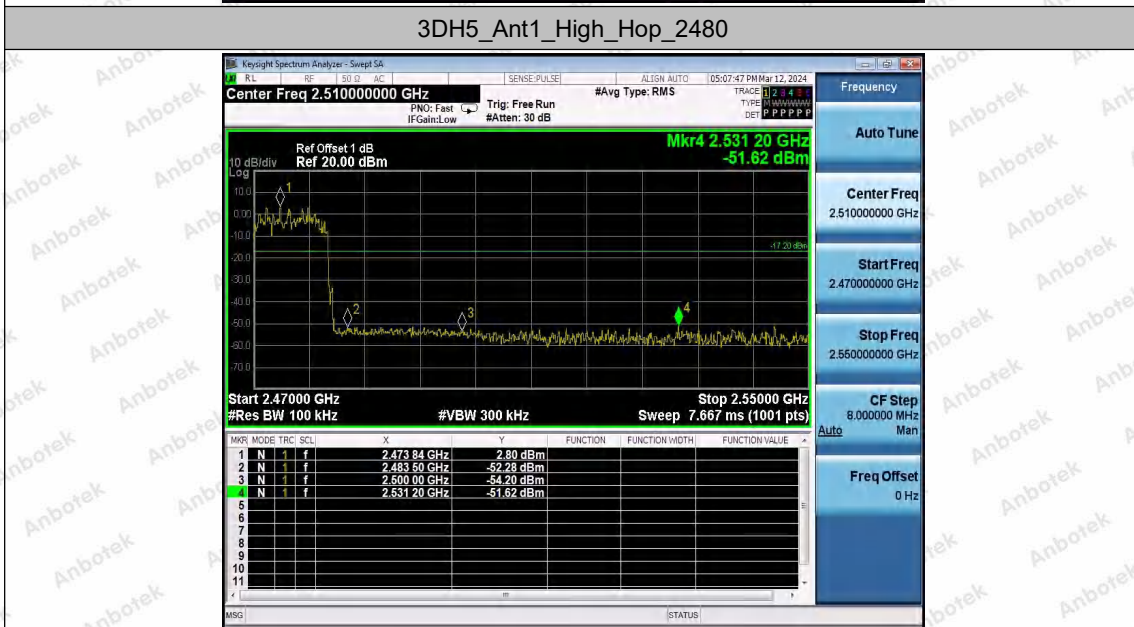 3DH5_Ant1_High_Hop_2480
Keysight Spectrum Analyzer - Swept SA
RL RF 50 Ω AC SENSE:PULSE ALIGN AUTO 05:07:47 PM Mar 12, 2024
Center Freq 2.510000000 GHz
PNO: Fast
IFGain:Low
Trig: Free Run
#Atten: 30 dB
#Avg Type: RMS
TRACE 1 2 3 4 5 6
TYPE M WWWWW
DET P P P P P P
Mkr4 2.531 20 GHz
-51.62 dBm
Ref Offset 1 dB
10 dB/div Ref 20.00 dBm
Log
10.0
0.00
-10.0
-20.0
-30.0
-40.0
-50.0
-60.0
-70.0
1
2
3
4
-17.20 dBm
Start 2.47000 GHz Stop 2.55000 GHz
#Res BW 100 kHz #VBW 300 kHz Sweep 7.667 ms (1001 pts)
MKR MODE TRC SCL X Y FUNCTION FUNCTION WIDTH FUNCTION VALUE
1 N 1 f 2.473 84 GHz 2.80 dBm
2 N 1 f 2.483 50 GHz -52.28 dBm
3 N 1 f 2.500 00 GHz -54.20 dBm
4 N 1 f 2.531 20 GHz -51.62 dBm
5
6
7
8
9
10
11
MSG STATUS
Frequency
Auto Tune
Center Freq
2.510000000 GHz
Start Freq
2.470000000 GHz
Stop Freq
2.550000000 GHz
CF Step
8.000000 MHz
Auto Man
Freq Offset
0 Hz
Anbotek